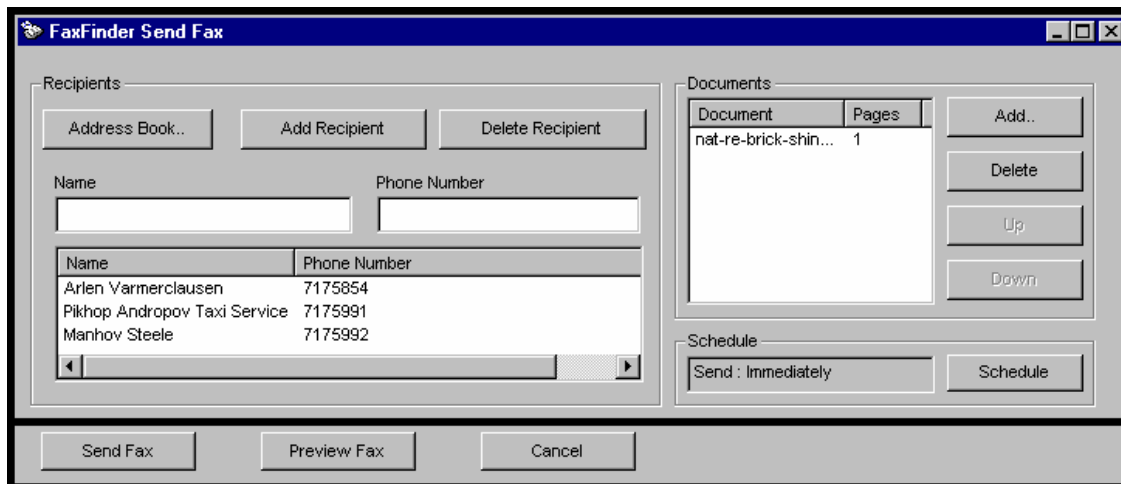 FaxFinder Send Fax
Recipients
Address Book..
Add Recipient
Delete Recipient
Name
Phone Number
Name Phone Number
Arlen Varmerclausen 7175854
Pikhop Andropov Taxi Service 7175991
Manhov Steele 7175992
Documents
Document Pages
nat-re-brick-shin... 1
Add..
Delete
Up
Down
Schedule
Send : Immediately
Schedule
Send Fax
Preview Fax
Cancel